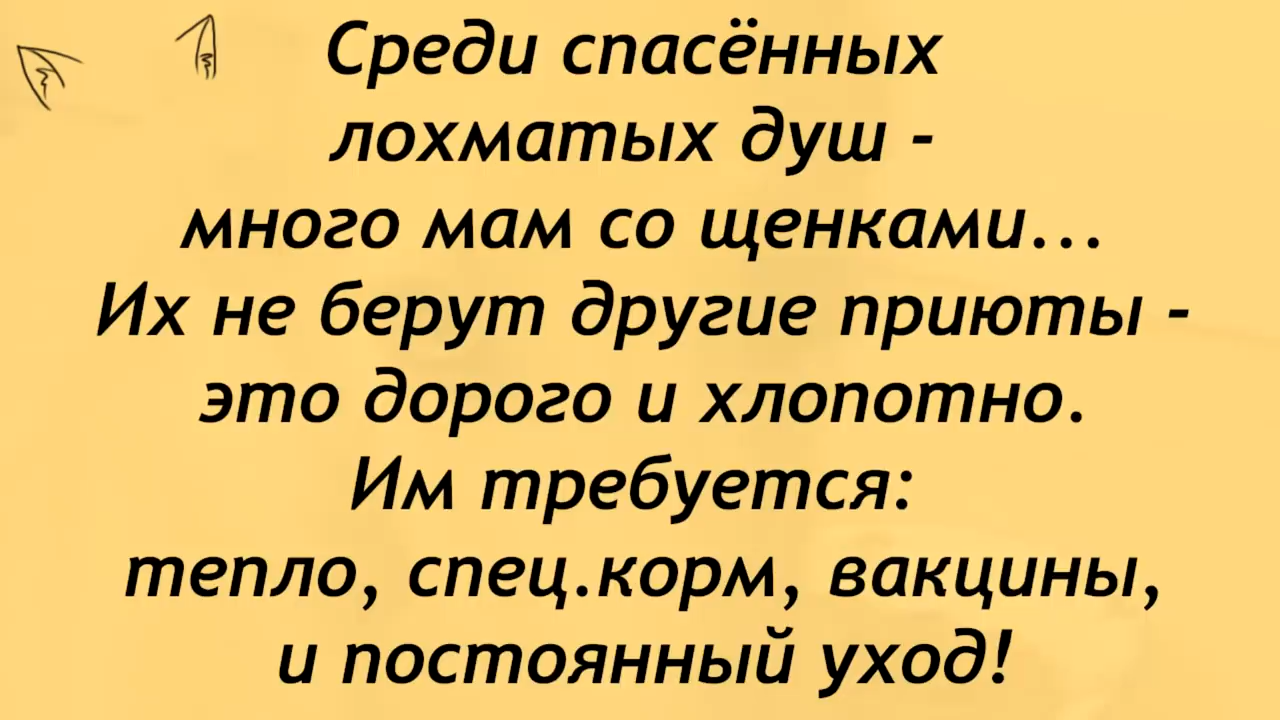 Среди спасённых
лохматых душ -
много мам со щенками...
Их не берут другие приюты -
это дорого и хлопотно.
Им требуется:
тепло, спец.корм, вакцины,
и постоянный уход!